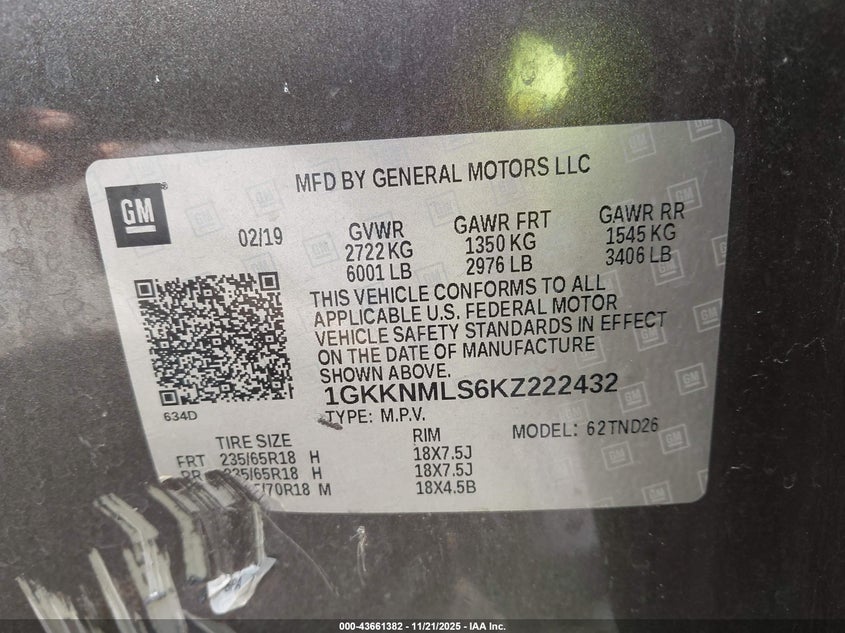 MFD BY GENERAL MOTORS LLC
GM
02/19
GVWR
2722 KG
6001 LB
GAWR FRT
1350 KG
2976 LB
GAWR RR
1545 KG
3406 LB
THIS VEHICLE CONFORMS TO ALL
APPLICABLE U.S. FEDERAL MOTOR
VEHICLE SAFETY STANDARDS IN EFFECT
ON THE DATE OF MANUFACTURE
SHOWN ABOVE.
1GKKNMLS6KZ222432
TYPE: M.P.V.
634D
MODEL: 62TND26
TIRE SIZE
RIM
FRT 235/65R18 H 18X7.5J
RR 235/65R18 H 18X7.5J
/70R18 M 18X4.5B
000-43661382 - 11/21/2025 - IAA Inc.